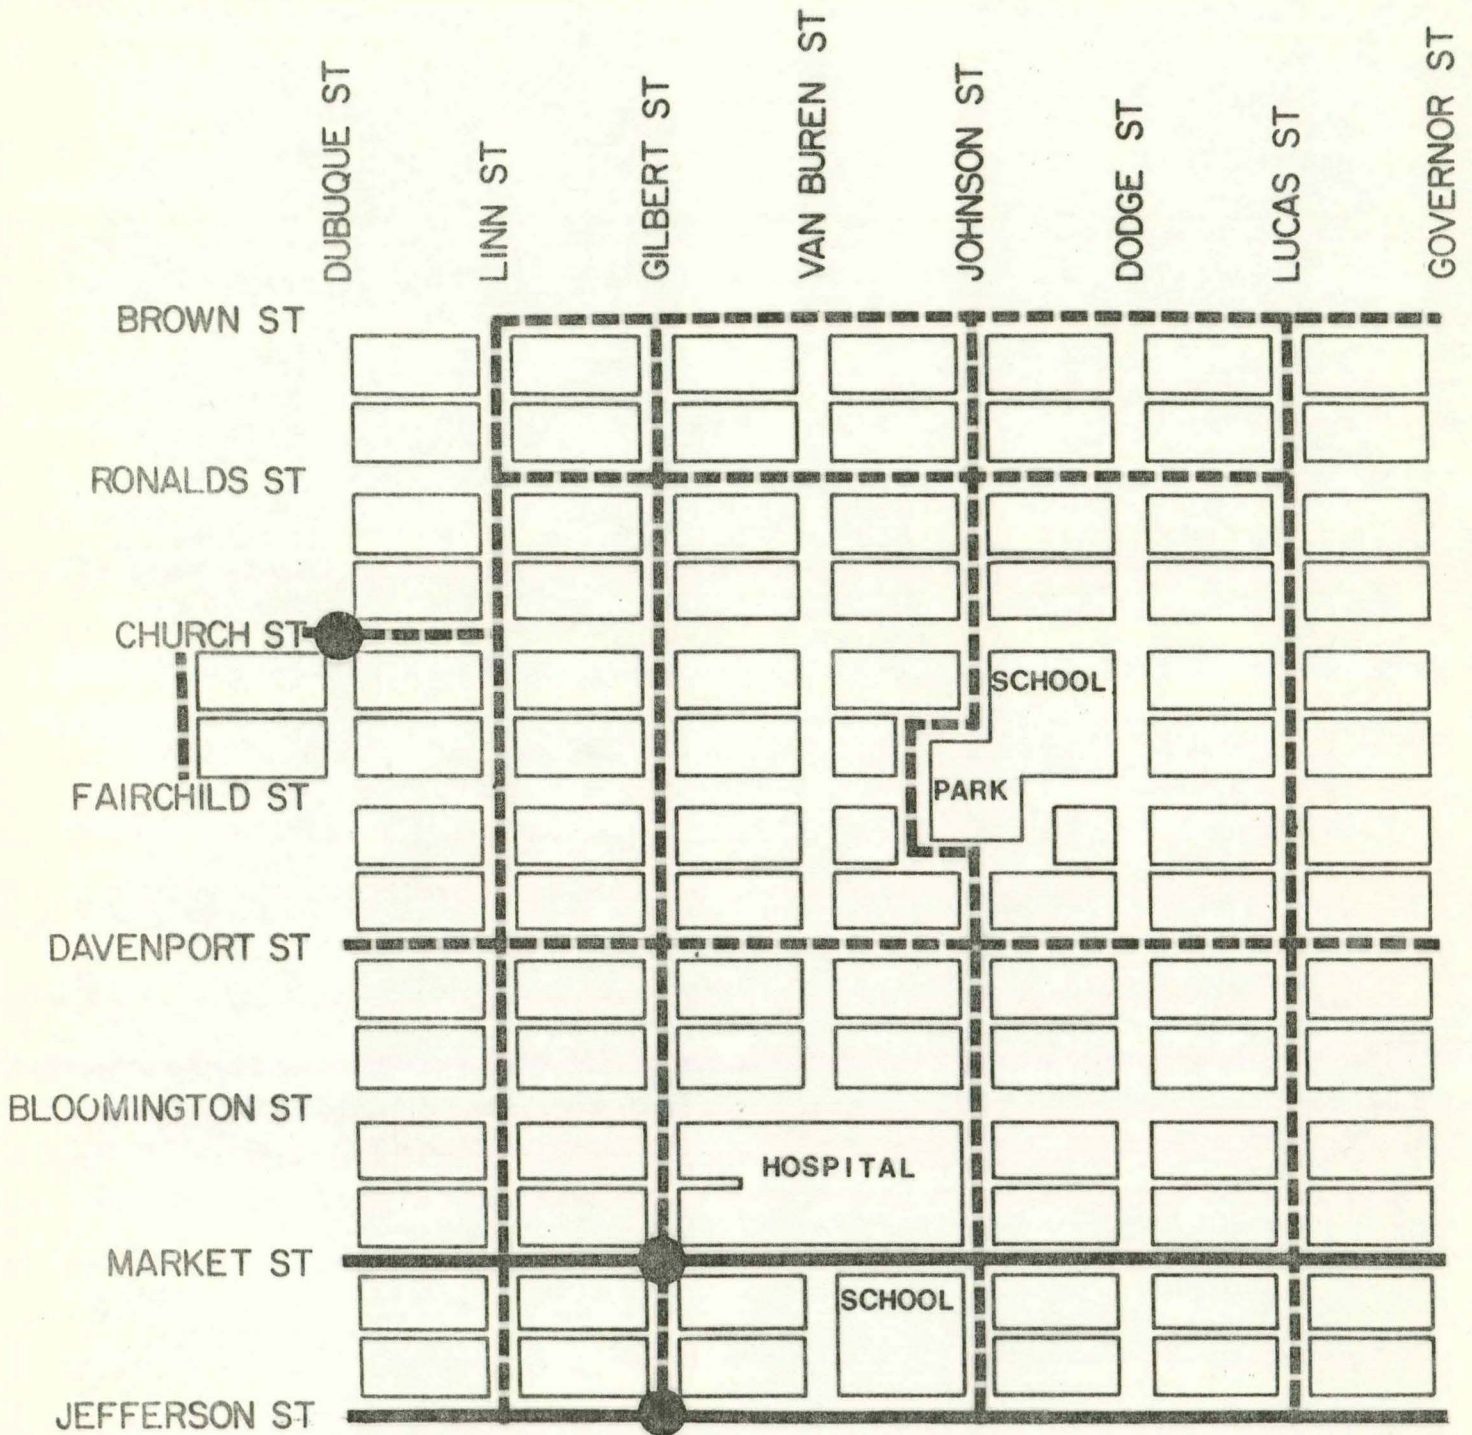 DUBUQUE ST
LINN ST
GILBERT ST
VAN BUREN ST
JOHNSON ST
DODGE ST
LUCAS ST
GOVERNOR ST
BROWN ST
RONALDS ST
CHURCH ST
SCHOOL
FAIRCHILD ST
PARK
DAVENPORT ST
BLOOMINGTON ST
HOSPITAL
MARKET ST
SCHOOL
JEFFERSON ST